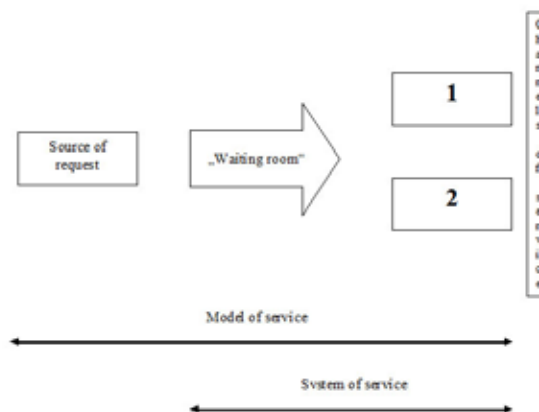 Source of
request
„Waiting room“
1
2
Model of service
System of service